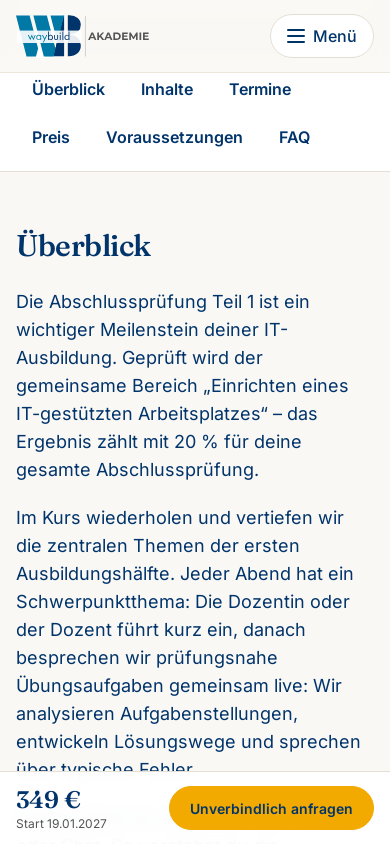 waybuild AKADEMIE
Menü
Überblick Inhalte Termine
Preis Voraussetzungen FAQ
Überblick
Die Abschlussprüfung Teil 1 ist ein
wichtiger Meilenstein deiner IT-
Ausbildung. Geprüft wird der
gemeinsame Bereich „Einrichten eines
IT-gestützten Arbeitsplatzes“ – das
Ergebnis zählt mit 20 % für deine
gesamte Abschlussprüfung.
Im Kurs wiederholen und vertiefen wir
die zentralen Themen der ersten
Ausbildungshälfte. Jeder Abend hat ein
Schwerpunktthema: Die Dozentin oder
der Dozent führt kurz ein, danach
besprechen wir prüfungsnahe
Übungsaufgaben gemeinsam live: Wir
analysieren Aufgabenstellungen,
entwickeln Lösungswege und sprechen
über typische Fehler.
349 €
Start 19.01.2027
Unverbindlich anfragen